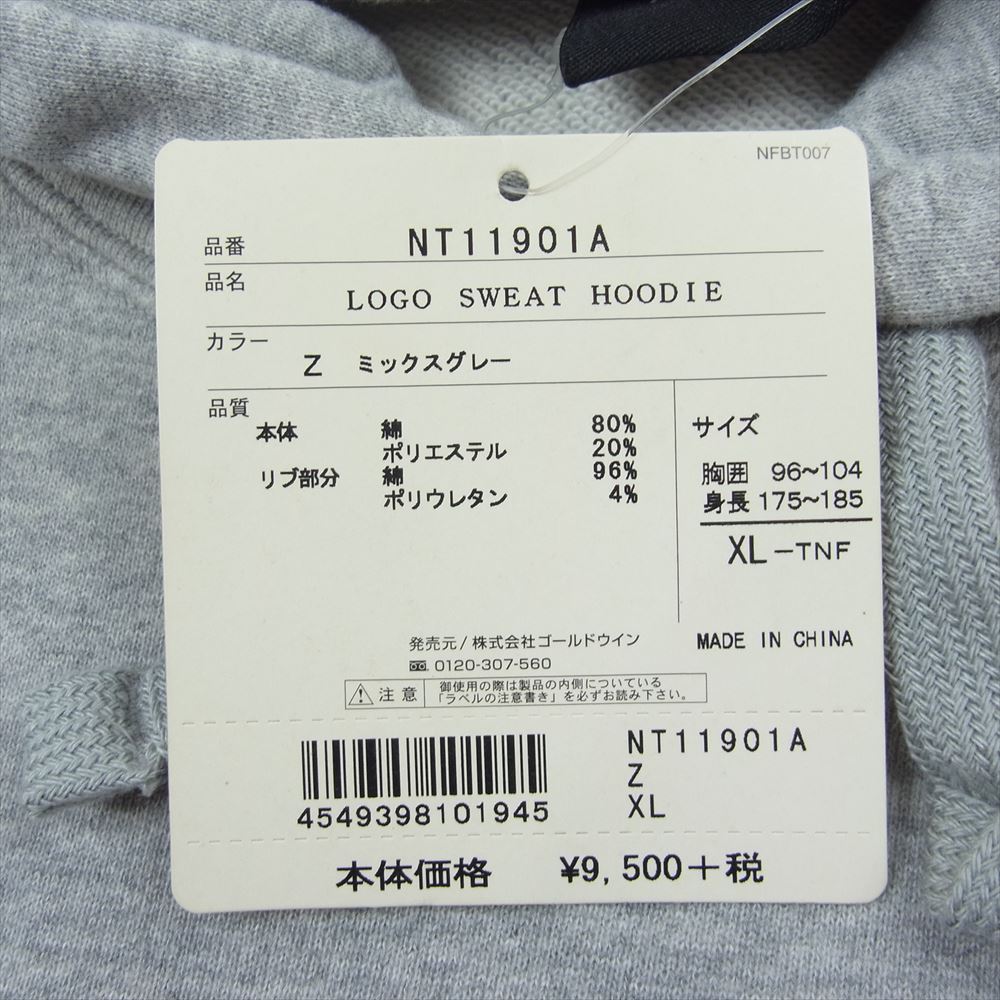 NFBT007
品番 NT11901A
品名 LOGO SWEAT HOODIE
カラー Z ミックスグレー
品質
本体 綿 80%
ポリエステル 20%
リブ部分 綿 96%
ポリウレタン 4%
サイズ
胸囲 96~104
身長 175~185
XL-TNF
発売元/株式会社ゴールドウイン
0120-307-560
MADE IN CHINA
注意 御使用の際は製品の内側についている
「ラベルの注意書き」を必ずお読み下さい。
NT11901A
Z
XL
4549398101945
本体価格 ¥9,500+税